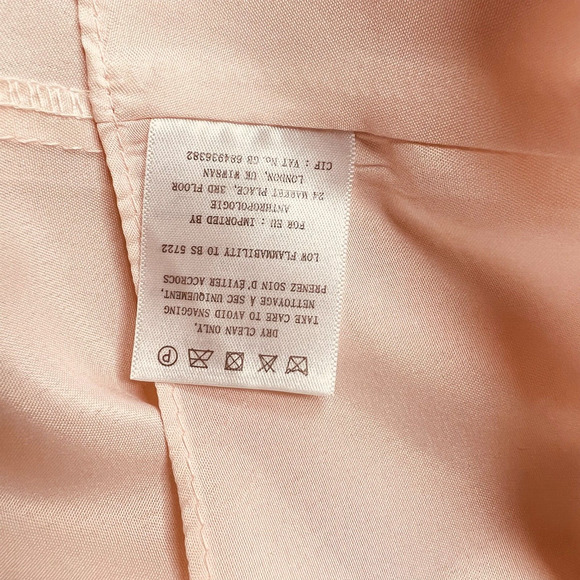 P
DRY CLEAN ONLY.
TAKE CARE TO AVOID SNAGGING
NETTOYAGE À SEC UNIQUEMENT,
PRENEZ SOIN D'ÉVITER ACCROCS
LOW FLAMMABILITY TO BS 5722
FOR EU : IMPORTED BY
ANTHROPOLOGIE
24 MARKET PLACE, 3RD FLOOR
LONDON, UK W1W8AN
CIF : VAT No. GB 684936382